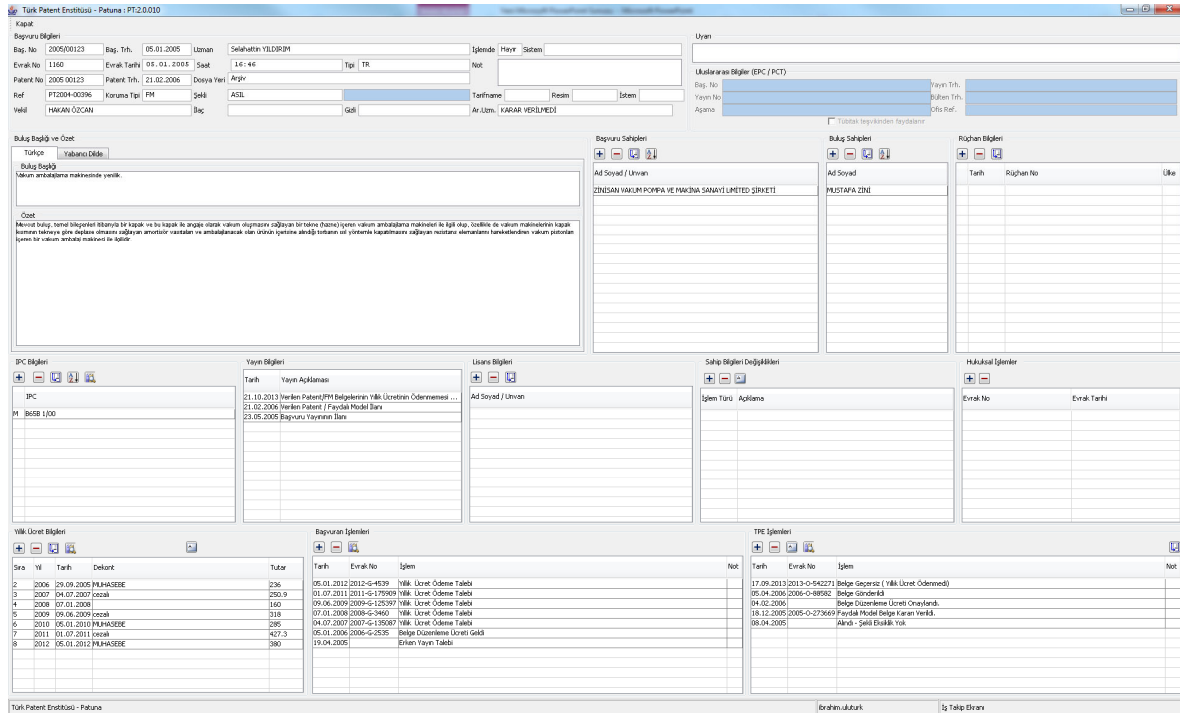 Türk Patent Enstitüsü - Patuna : PT:2.0.010
Kapat
Başvuru Bilgileri
Baş. No 2005/00123 Baş. Trh. 05.01.2005 Uzman Selahattin YILDIRIM İşlemde Hayır Sistem
Evrak No 1160 Evrak Tarihi 05.01.2005 Saat 16:46 Tipi TR Not
Patent No 2005 00123 Patent Trh. 21.02.2006 Dosya Yeri Arşiv
Ref PT2004-00396 Koruma Tipi FM Şekli ASIL Tarifname Resim İstem
Vekil HAKAN ÖZCAN İlaç Gizli Ar.Uzm. KARAR VERİLMEDİ
Uyarı
Uluslararası Bilgiler (EPC / PCT)
Baş. No Yayın Trh.
Yayın No Bülten Trh.
Aşama Ofis Ref.
Tübitak teşvikinden faydalanır
Buluş Başlığı ve Özet
Türkçe Yabancı Dilde
Buluş Başlığı
Vakum ambalajlama makinesinde yenilik.
Özet
Mevcut buluş, temel bileşenleri itibarıyla bir kapak ve bu kapak ile angaje olarak vakum oluşmasını sağlayan bir tekne (hazne) içeren vakum ambalajlama makineleri ile ilgili olup, özellikle de vakum makinelerinin kapak
kısmının tekneye göre deplase olmasını sağlayan amortisör vasıtaları ve ambalajlanacak olan ürünün içerisine alındığı torbanın ısıl yöntemle kapatılmasını sağlayan rezistans elemanlarını hareketlendiren vakum pistonları
içeren bir vakum ambalaj makinesi ile ilgilidir.
Başvuru Sahipleri
Ad Soyad / Unvan
ZİNİSAN VAKUM POMPA VE MAKİNA SANAYİ LİMİTED ŞİRKETİ
Buluş Sahipleri
Ad Soyad
MUSTAFA ZİNİ
Rüçhan Bilgileri
Tarih Rüçhan No Ülke
IPC Bilgileri
IPC
M B65B 1/00
Yayın Bilgileri
Tarih Yayın Açıklaması
21.10.2013 Verilen Patent/FM Belgelerinin Yıllık Ücretinin Ödenmemesi ...
21.02.2006 Verilen Patent / Faydalı Model İlanı
23.05.2005 Başvuru Yayınının İlanı
Lisans Bilgileri
Ad Soyad / Unvan
Sahip Bilgileri Değişiklikleri
İşlem Türü Açıklama
Hukuksal İşlemler
Evrak No Evrak Tarihi
Yıllık Ücret Bilgileri
Sıra Yıl Tarih Dekont Tutar
2 2006 29.09.2005 MUHASEBE 236
3 2007 04.07.2007 cezalı 250.9
4 2008 07.01.2008 160
5 2009 09.06.2009 cezalı 318
6 2010 05.01.2010 MUHASEBE 285
7 2011 01.07.2011 cezalı 427.3
8 2012 05.01.2012 MUHASEBE 380
Başvuran İşlemleri
Tarih Evrak No İşlem Not
05.01.2012 2012-G-4539 Yıllık Ücret Ödeme Talebi
01.07.2011 2011-G-175909 Yıllık Ücret Ödeme Talebi
09.06.2009 2009-G-125397 Yıllık Ücret Ödeme Talebi
07.01.2008 2008-G-3460 Yıllık Ücret Ödeme Talebi
04.07.2007 2007-G-135087 Yıllık Ücret Ödeme Talebi
05.01.2006 2006-G-2535 Belge Düzenleme Ücreti Geldi
19.04.2005 Erken Yayın Talebi
TPE İşlemleri
Tarih Evrak No İşlem Not
17.09.2013 2013-O-542271 Belge Geçersiz ( Yıllık Ücret Ödenmedi)
05.04.2006 2006-O-88582 Belge Gönderildi
04.02.2006 Belge Düzenleme Ücreti Onaylandı.
18.12.2005 2005-O-273669 Faydalı Model Belge Kararı Verildi.
08.04.2005 Alındı - Şekli Eksiklik Yok
Türk Patent Enstitüsü - Patuna ibrahim.uluturk İş Takip Ekranı